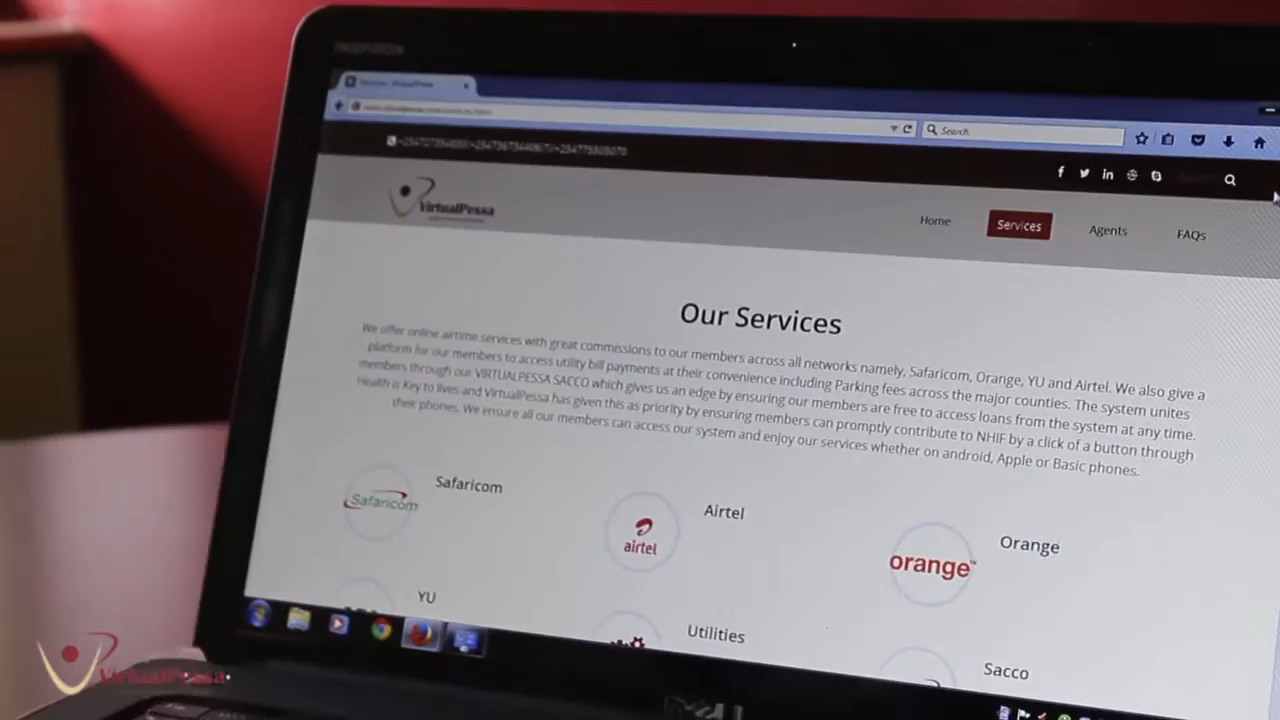 INSPIRON
Search
VirtualPessa
Home
Services
Agents
FAQs
Our Services
We offer online airtime services with great commissions to our members across all networks namely, Safaricom, Orange, YU and Airtel. We also give a
platform for our members to access utility bill payments at their convenience including Parking fees across the major counties. The system unites
members through our VIRTUALPESSA SACCO which gives us an edge by ensuring our members are free to access loans from the system at any time.
Health is Key to lives and VirtualPessa has given this as priority by ensuring members can promptly contribute to NHIF by a click of a button through
their phones. We ensure all our members can access our system and enjoy our services whether on android, Apple or Basic phones.
Safaricom
Safaricom
airtel
Airtel
orange™
Orange
YU
Utilities
Sacco
VirtualPessa
DELL